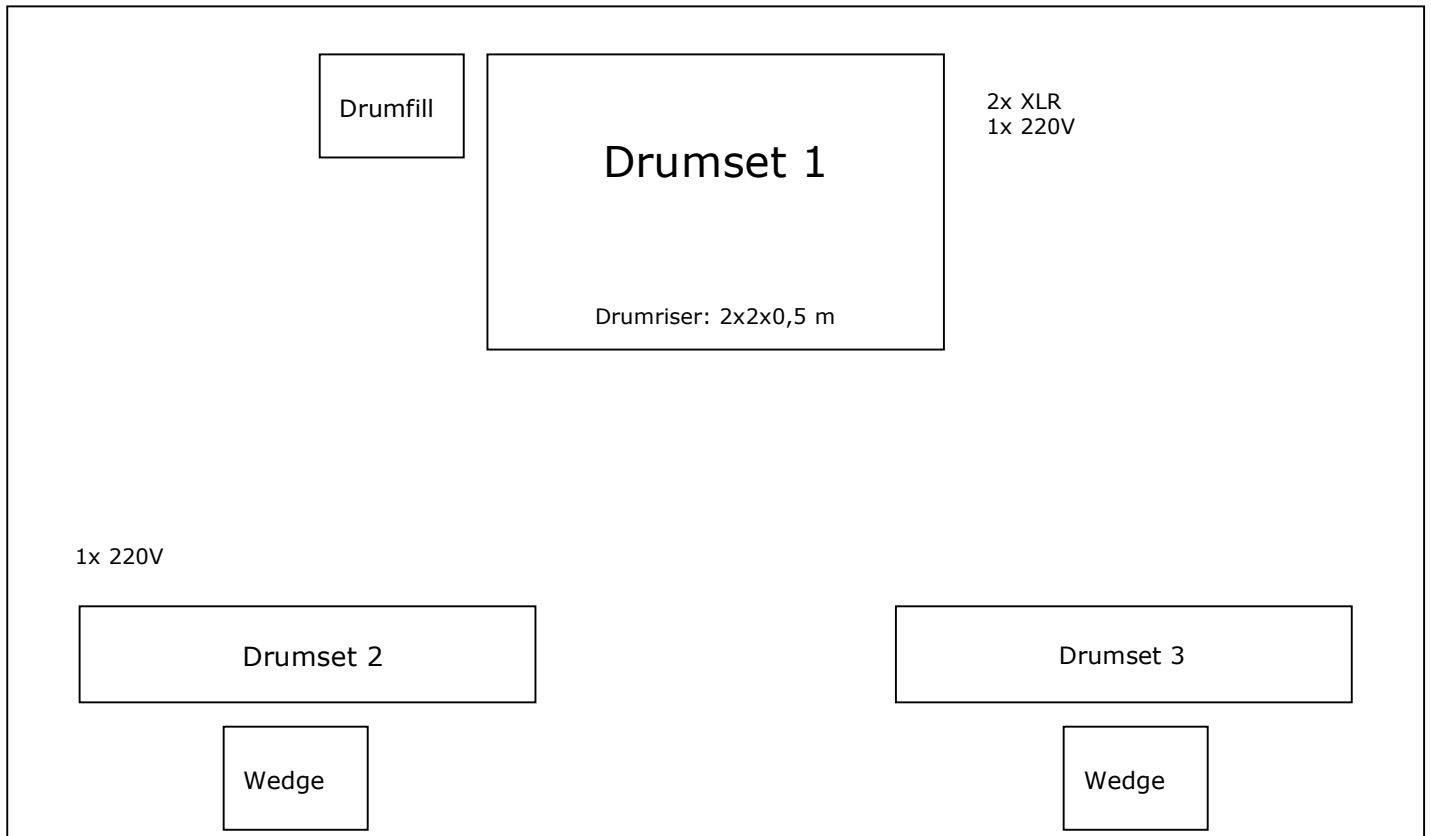 Drumfill
2x XLR
1x 220V
Drumset 1
Drumriser: 2x2x0,5 m
1x 220V
Drumset 2
Drumset 3
Wedge
Wedge